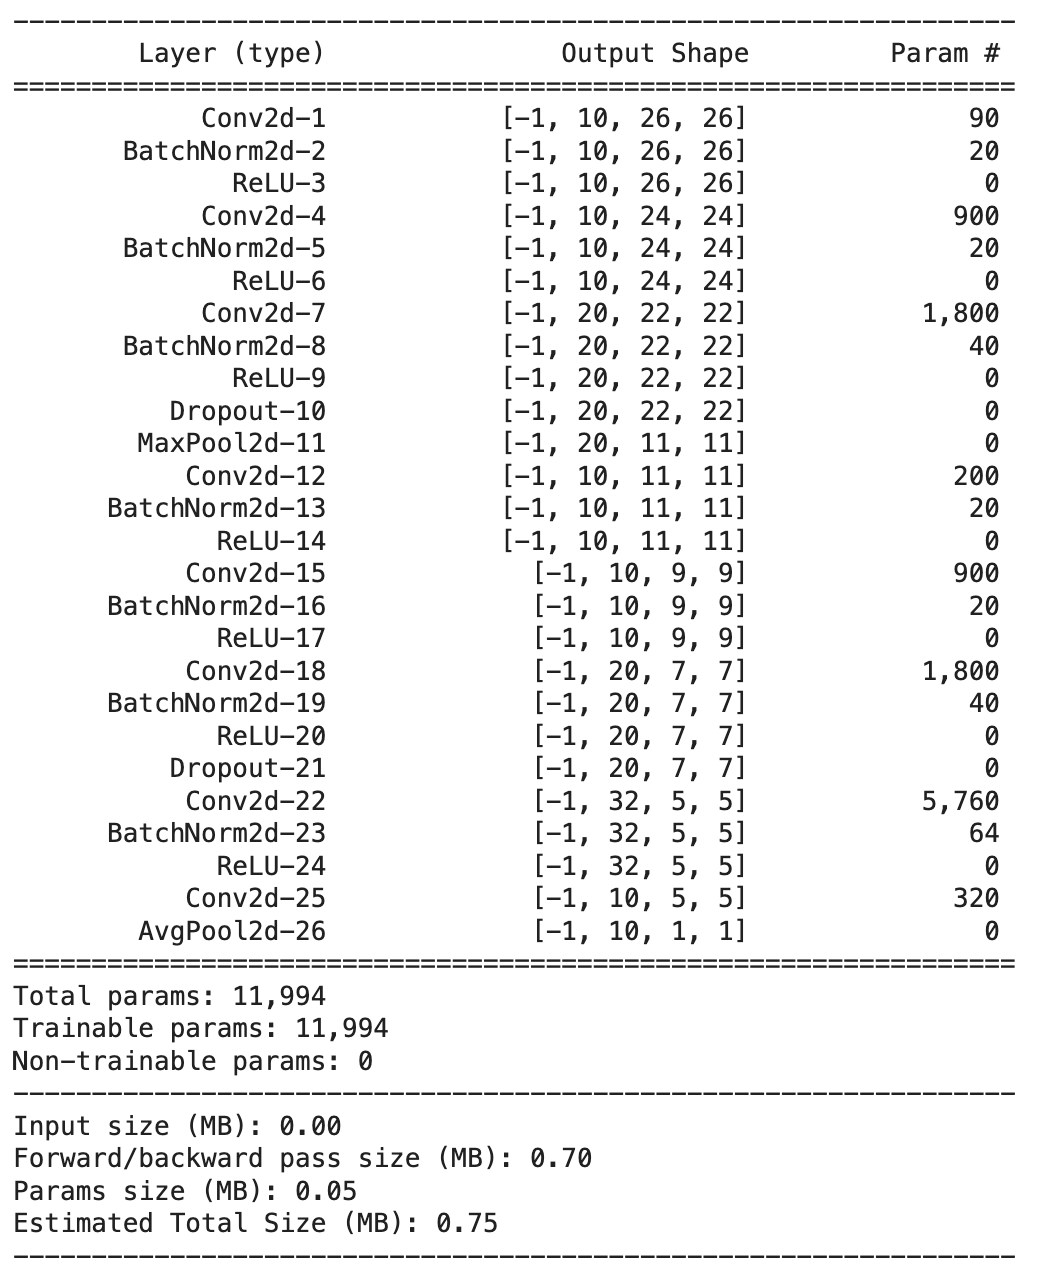 ----------------------------------------------------------------
Layer (type) Output Shape Param #
================================================================
Conv2d-1 [-1, 10, 26, 26] 90
BatchNorm2d-2 [-1, 10, 26, 26] 20
ReLU-3 [-1, 10, 26, 26] 0
Conv2d-4 [-1, 10, 24, 24] 900
BatchNorm2d-5 [-1, 10, 24, 24] 20
ReLU-6 [-1, 10, 24, 24] 0
Conv2d-7 [-1, 20, 22, 22] 1,800
BatchNorm2d-8 [-1, 20, 22, 22] 40
ReLU-9 [-1, 20, 22, 22] 0
Dropout-10 [-1, 20, 22, 22] 0
MaxPool2d-11 [-1, 20, 11, 11] 0
Conv2d-12 [-1, 10, 11, 11] 200
BatchNorm2d-13 [-1, 10, 11, 11] 20
ReLU-14 [-1, 10, 11, 11] 0
Conv2d-15 [-1, 10, 9, 9] 900
BatchNorm2d-16 [-1, 10, 9, 9] 20
ReLU-17 [-1, 10, 9, 9] 0
Conv2d-18 [-1, 20, 7, 7] 1,800
BatchNorm2d-19 [-1, 20, 7, 7] 40
ReLU-20 [-1, 20, 7, 7] 0
Dropout-21 [-1, 20, 7, 7] 0
Conv2d-22 [-1, 32, 5, 5] 5,760
BatchNorm2d-23 [-1, 32, 5, 5] 64
ReLU-24 [-1, 32, 5, 5] 0
Conv2d-25 [-1, 10, 5, 5] 320
AvgPool2d-26 [-1, 10, 1, 1] 0
================================================================
Total params: 11,994
Trainable params: 11,994
Non-trainable params: 0
----------------------------------------------------------------
Input size (MB): 0.00
Forward/backward pass size (MB): 0.70
Params size (MB): 0.05
Estimated Total Size (MB): 0.75
----------------------------------------------------------------